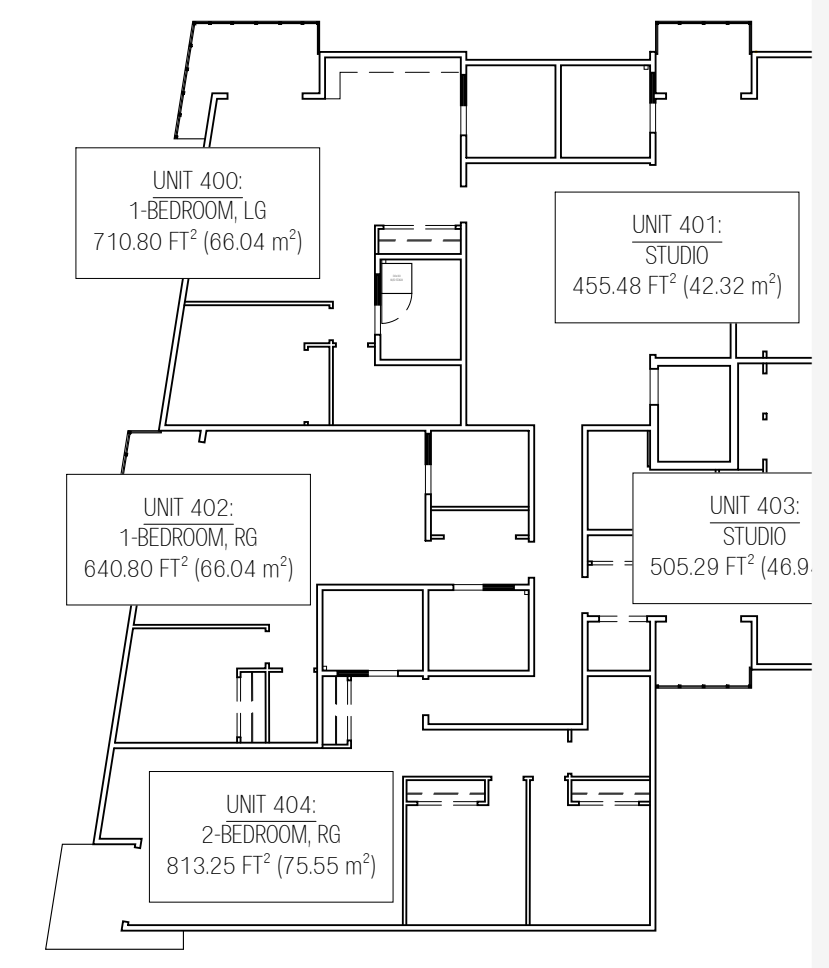 UNIT 400:
1-BEDROOM, LG
710.80 FT² (66.04 m²)
UNIT 401:
STUDIO
455.48 FT² (42.32 m²)
UNIT 402:
1-BEDROOM, RG
640.80 FT² (66.04 m²)
UNIT 403:
STUDIO
505.29 FT² (46.9
UNIT 404:
2-BEDROOM, RG
813.25 FT² (75.55 m²)